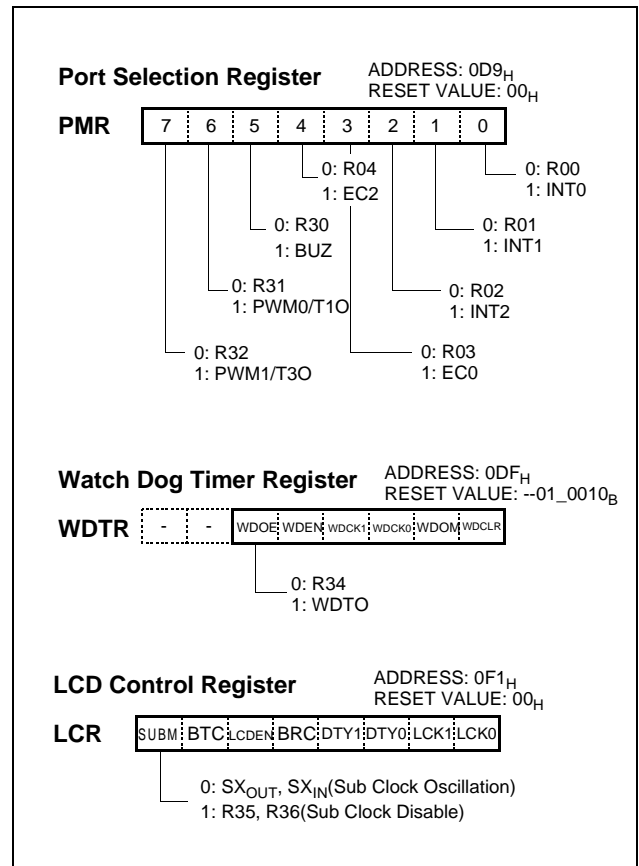 Port Selection Register ADDRESS: 0D9H
RESET VALUE: 00H
PMR 7 6 5 4 3 2 1 0
0: R04
1: EC2
0: R00
1: INT0
0: R30
1: BUZ
0: R01
1: INT1
0: R31
1: PWM0/T1O
0: R02
1: INT2
0: R32
1: PWM1/T3O
0: R03
1: EC0
Watch Dog Timer Register ADDRESS: 0DFH
RESET VALUE: --01_0010B
WDTR - - WDOE WDEN WDCK1 WDCK0 WDOM WDCLR
0: R34
1: WDTO
LCD Control Register ADDRESS: 0F1H
RESET VALUE: 00H
LCR SUBM BTC LCDEN BRC DTY1 DTY0 LCK1 LCK0
0: SXOUT, SXIN(Sub Clock Oscillation)
1: R35, R36(Sub Clock Disable)